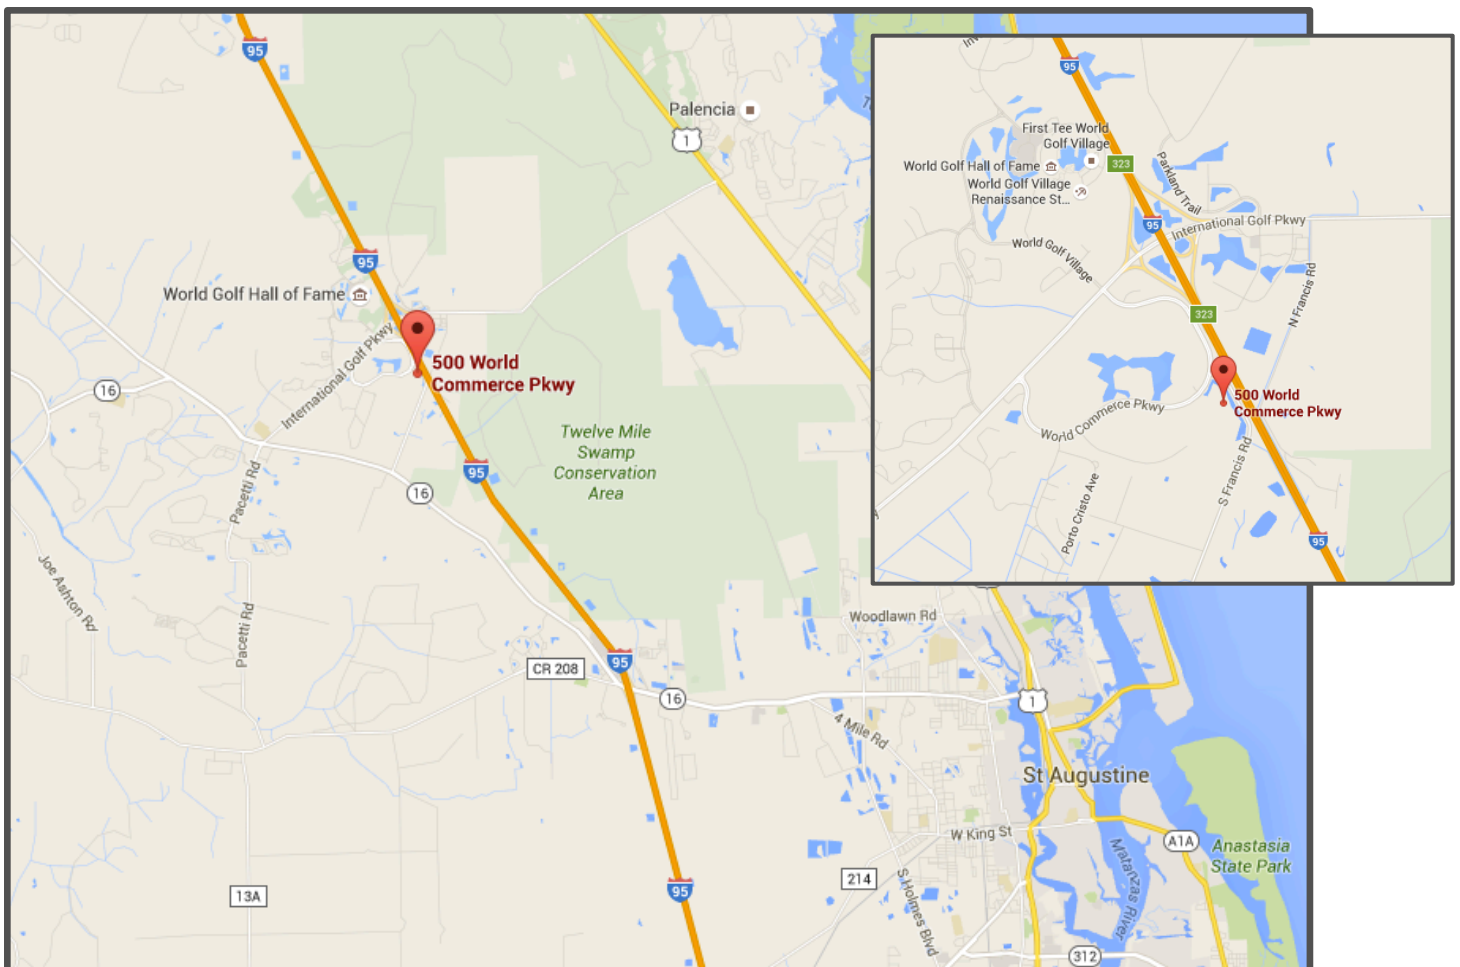 95
Palencia
1
95
World Golf Hall of Fame
International Golf Pkwy
500 World
Commerce Pkwy
16
Twelve Mile
Swamp
Conservation
Area
95
16
Pacetti Rd
Joe Ashton Rd
Pacetti Rd
Woodlawn Rd
CR 208
95
16
1
4 Mile Rd
St Augustine
W King St
A1A
Anastasia
State Park
Matanzas River
214
S Holmes Blvd
95
13A
312
95
First Tee World
Golf Village
323
World Golf Hall of Fame
World Golf Village
Renaissance St...
Parkland Trail
95
International Golf Pkwy
World Golf Village
N Francis Rd
323
500 World
Commerce Pkwy
World Commerce Pkwy
S Francis Rd
Porto Cristo Ave
95